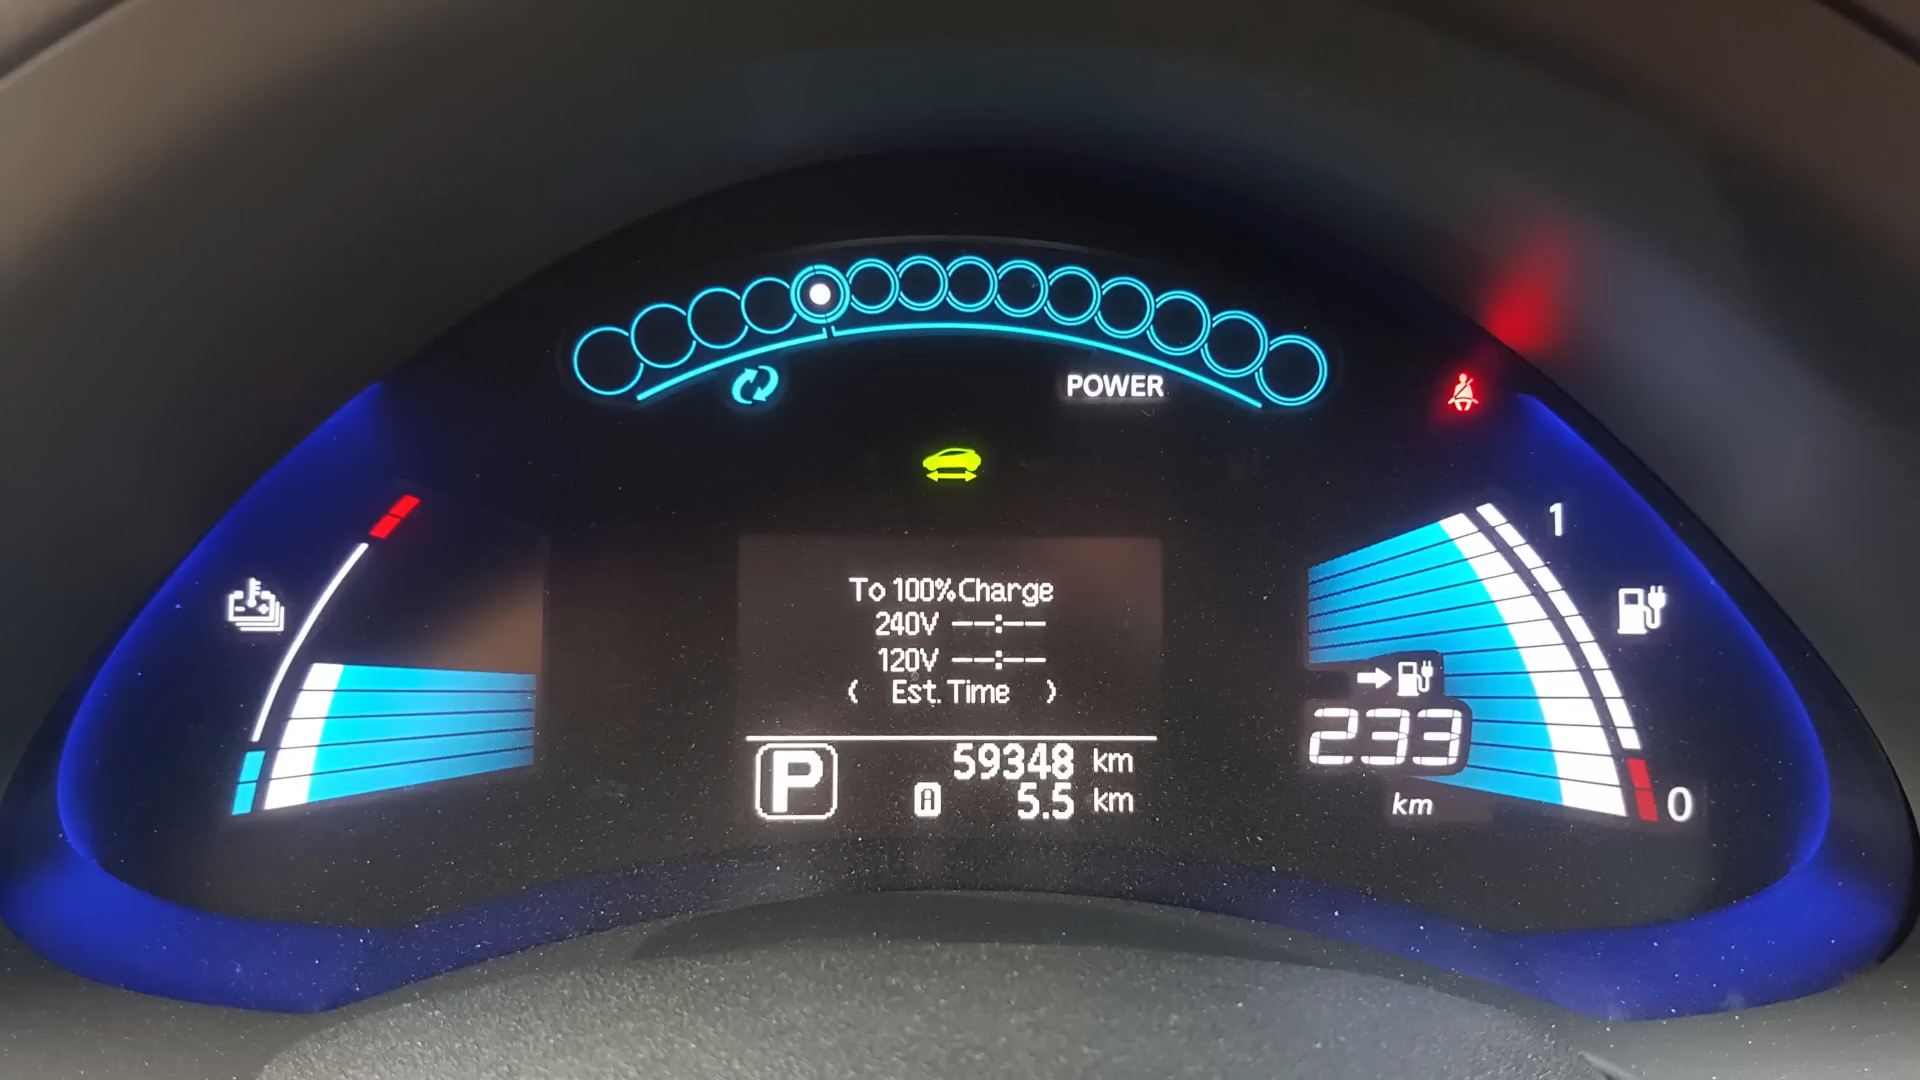 POWER
To 100% Charge
240V --:--
120V --:--
( Est. Time )
P
59348 km
A 5.5 km
1
233
km
0